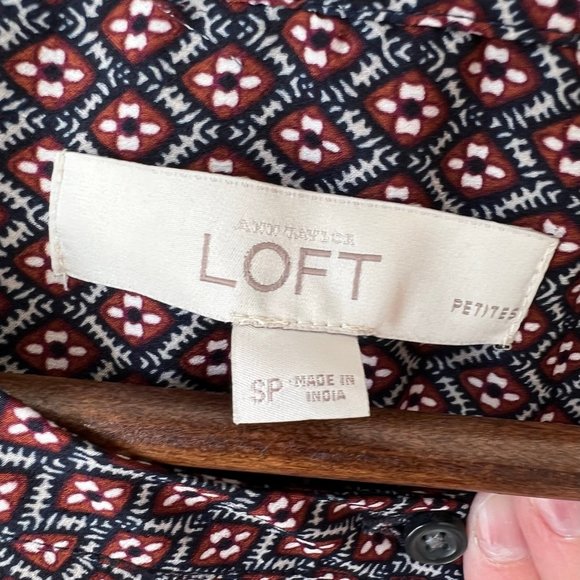 ANN TAYLOR
LOFT
PETITES
SP MADE IN
INDIA